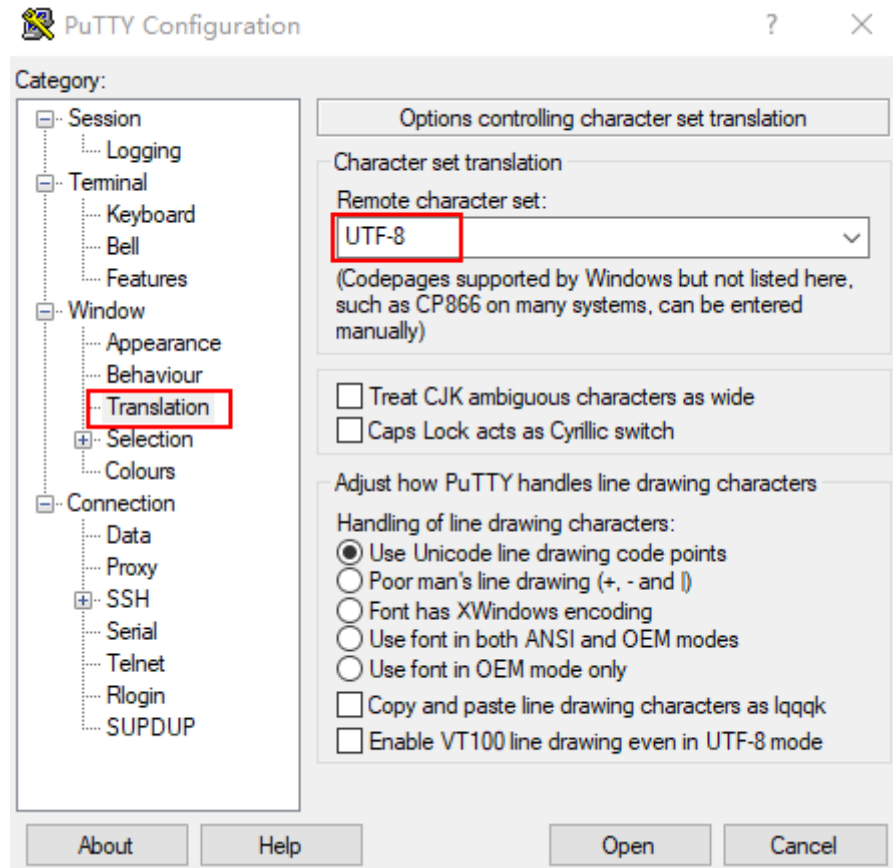 PuTTY Configuration
?
Category:
Session
Logging
Terminal
Keyboard
Bell
Features
Window
Appearance
Behaviour
Translation
Selection
Colours
Connection
Data
Proxy
SSH
Serial
Telnet
Rlogin
SUPDUP
Options controlling character set translation
Character set translation
Remote character set:
UTF-8
(Codepages supported by Windows but not listed here,
such as CP866 on many systems, can be entered
manually)
Treat CJK ambiguous characters as wide
Caps Lock acts as Cyrillic switch
Adjust how PuTTY handles line drawing characters
Handling of line drawing characters:
Use Unicode line drawing code points
Poor man's line drawing (+, - and |)
Font has XWindows encoding
Use font in both ANSI and OEM modes
Use font in OEM mode only
Copy and paste line drawing characters as lqqqk
Enable VT100 line drawing even in UTF-8 mode
About
Help
Open
Cancel